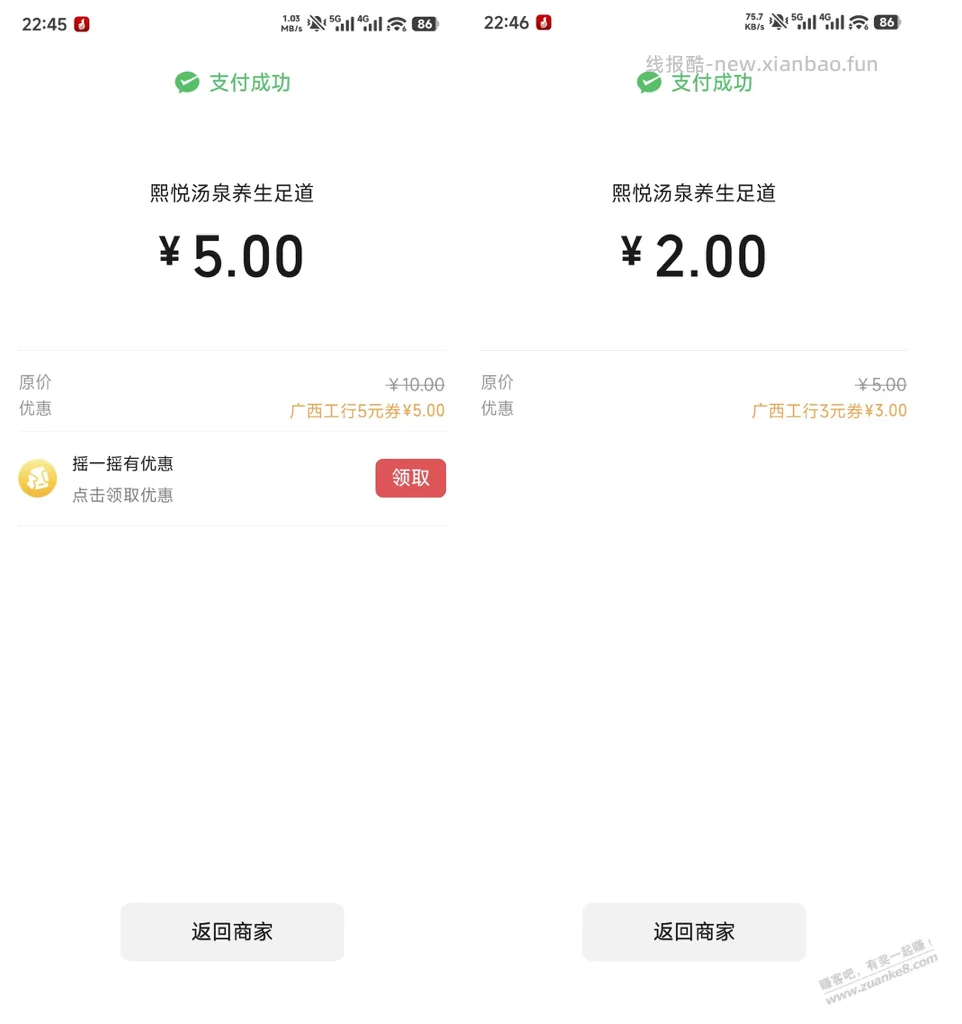 22:45
1.03
MB/s
5G
4G
86
支付成功
熙悦汤泉养生足道
¥5.00
原价
¥10.00
优惠
广西工行5元券¥5.00
摇一摇有优惠
点击领取优惠
领取
返回商家
22:46
75.7
KB/s
5G
4G
86
线报酷-new.xianbao.fun
支付成功
熙悦汤泉养生足道
¥2.00
原价
¥5.00
优惠
广西工行3元券¥3.00
返回商家
赚客吧，有奖一起赚！
www.zuanke8.com